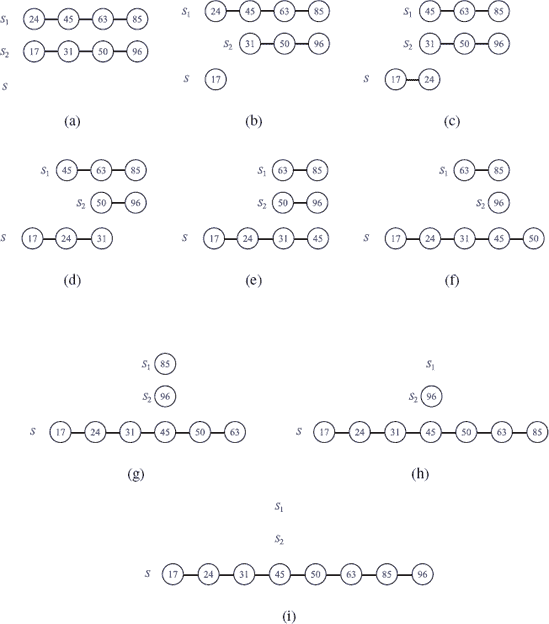 S1 24 45 63 85
S2 17 31 50 96
S
(a)
S1 24 45 63 85
S2 31 50 96
S 17
(b)
S1 45 63 85
S2 31 50 96
S 17 24
(c)
S1 45 63 85
S2 50 96
S 17 24 31
(d)
S1 63 85
S2 50 96
S 17 24 31 45
(e)
S1 63 85
S2 96
S 17 24 31 45 50
(f)
S1 85
S2 96
S 17 24 31 45 50 63
(g)
S1
S2 96
S 17 24 31 45 50 63 85
(h)
S1
S2
S 17 24 31 45 50 63 85 96
(i)